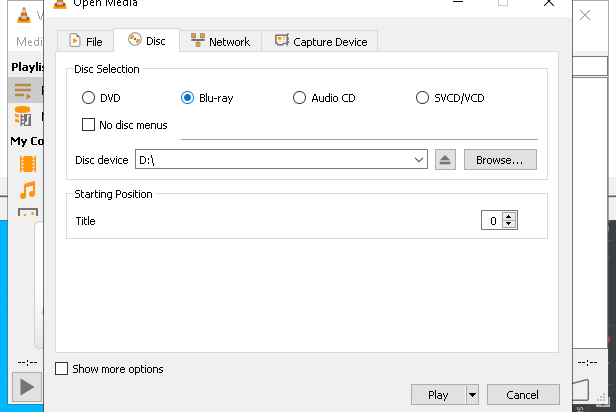 Open Media
Medi
File
Disc
Network
Capture Device
Playlis
Disc Selection
DVD
Blu-ray
Audio CD
SVCD/VCD
No disc menus
My Co
Disc device
D:\
Browse...
Starting Position
Title
0
--:--
--:--
Show more options
Play
Cancel